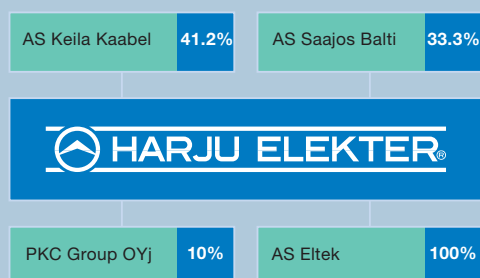 AS Keila Kaabel 41.2% AS Saajos Balti 33.3%
HARJU ELEKTER®
PKC Group OYj 10% AS Eltek 100%